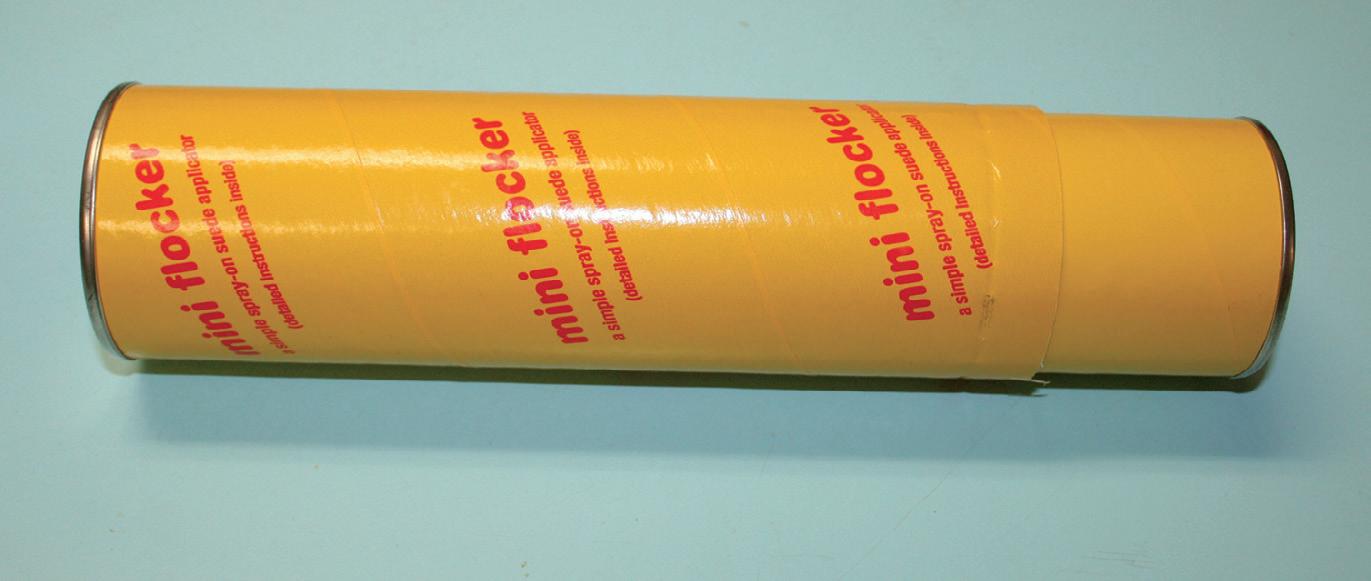 mini flocker
a simple spray-on suede applicator
(detailed instructions inside)
mini flocker
a simple spray-on suede applicator
(detailed instructions inside)
mini flocker
a simple spray-on suede applicator
(detailed instructions inside)